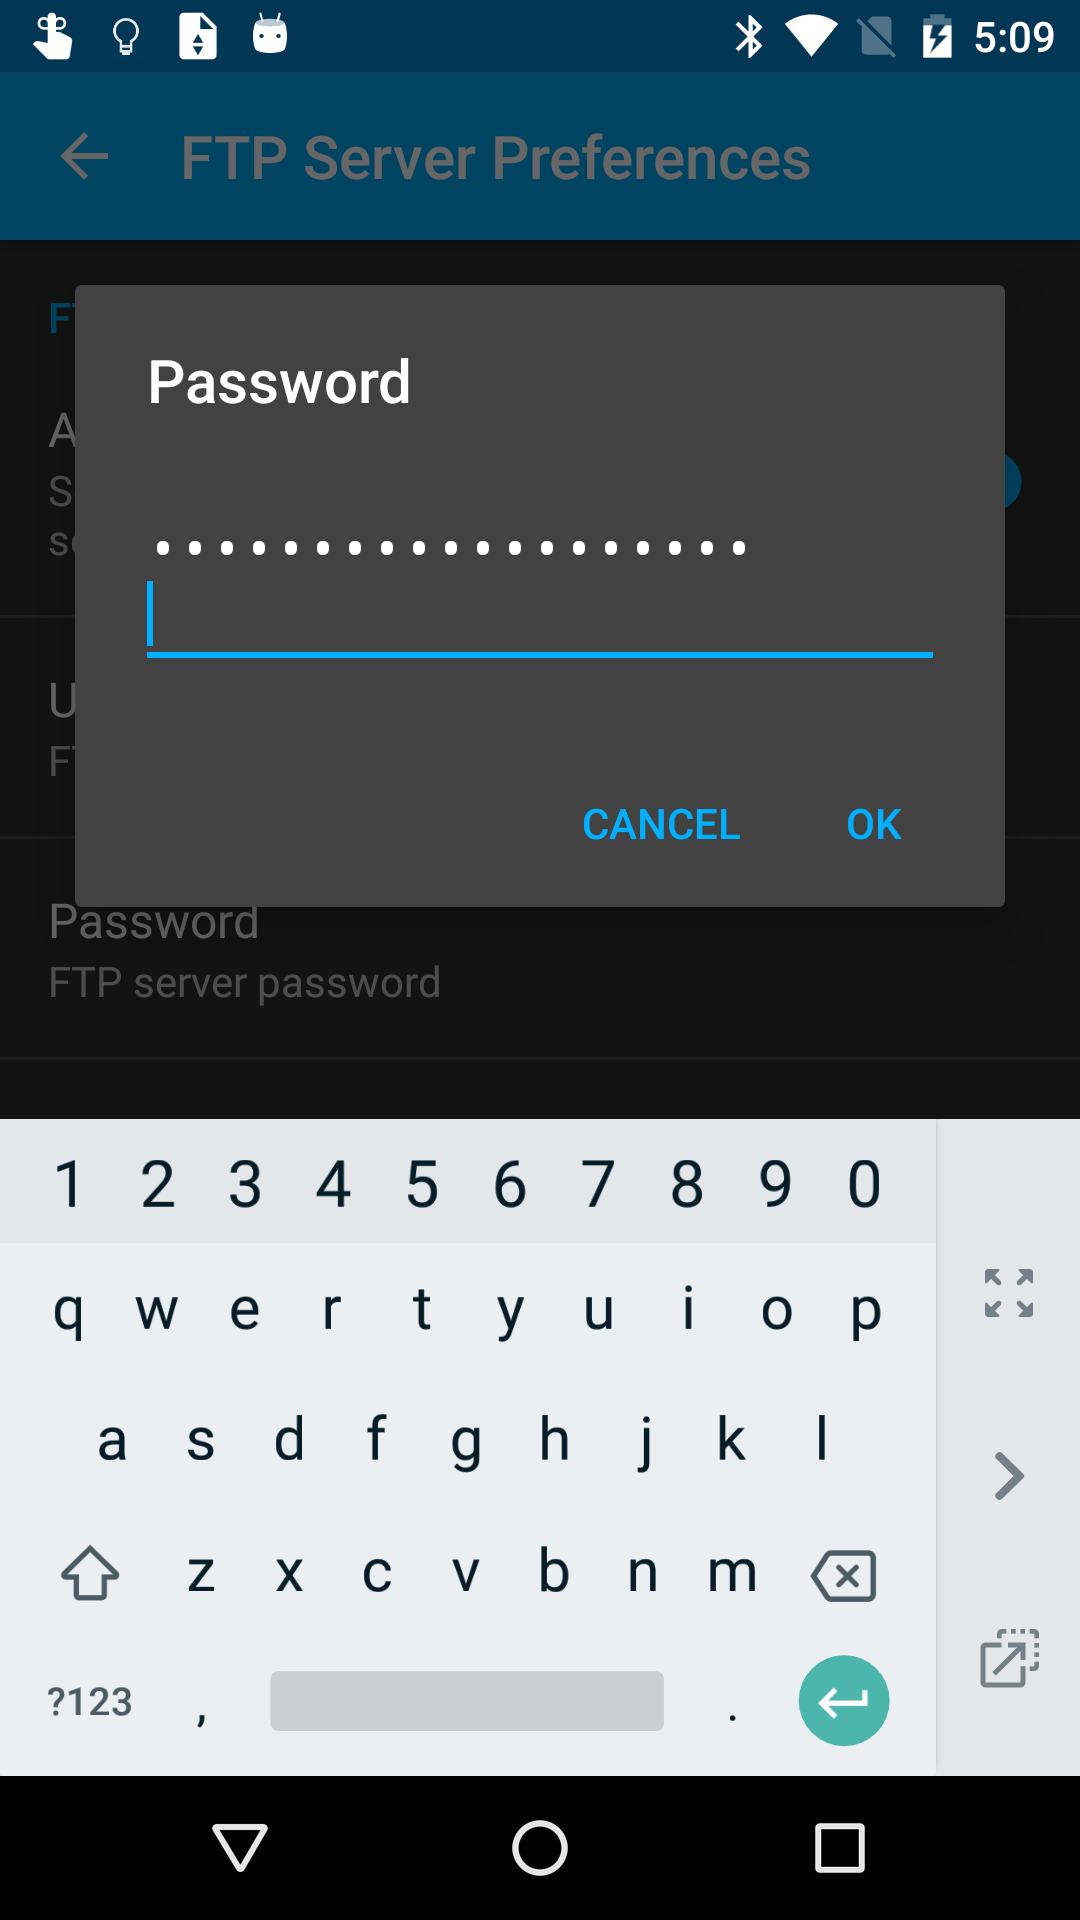 5:09
FTP Server Preferences
Password
•••••••••••••••••••
CANCEL OK
Password
FTP server password
1 2 3 4 5 6 7 8 9 0
q w e r t y u i o p
a s d f g h j k l
z x c v b n m
?123 , .